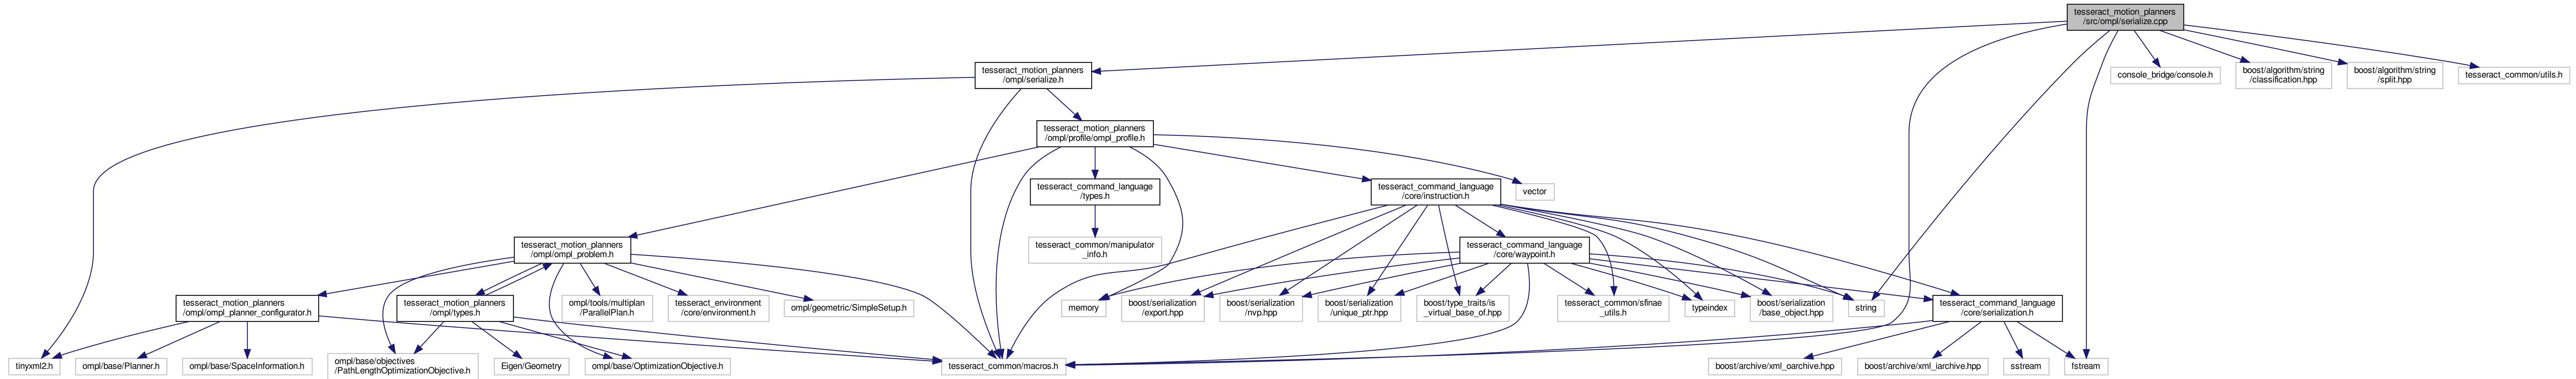 tesseract_motion_planners
/src/ompl/serialize.cpp
tesseract_motion_planners
/ompl/serialize.h
console_bridge/console.h
boost/algorithm/string
/classification.hpp
boost/algorithm/string
/split.hpp
tesseract_common/utils.h
tesseract_motion_planners
/ompl/profile/ompl_profile.h
tesseract_command_language
/types.h
tesseract_command_language
/core/instruction.h
vector
tesseract_motion_planners
/ompl/ompl_problem.h
tesseract_common/manipulator
_info.h
tesseract_command_language
/core/waypoint.h
tesseract_motion_planners
/ompl/ompl_planner_configurator.h
tesseract_motion_planners
/ompl/types.h
ompl/tools/multiplan
/ParallelPlan.h
tesseract_environment
/core/environment.h
ompl/geometric/SimpleSetup.h
memory
boost/serialization
/export.hpp
boost/serialization
/nvp.hpp
boost/serialization
/unique_ptr.hpp
boost/type_traits/is
_virtual_base_of.hpp
tesseract_common/sfinae
_utils.h
typeindex
boost/serialization
/base_object.hpp
string
tesseract_command_language
/core/serialization.h
tinyxml2.h
ompl/base/Planner.h
ompl/base/SpaceInformation.h
ompl/base/objectives
/PathLengthOptimizationObjective.h
Eigen/Geometry
ompl/base/OptimizationObjective.h
tesseract_common/macros.h
boost/archive/xml_oarchive.hpp
boost/archive/xml_iarchive.hpp
sstream
fstream